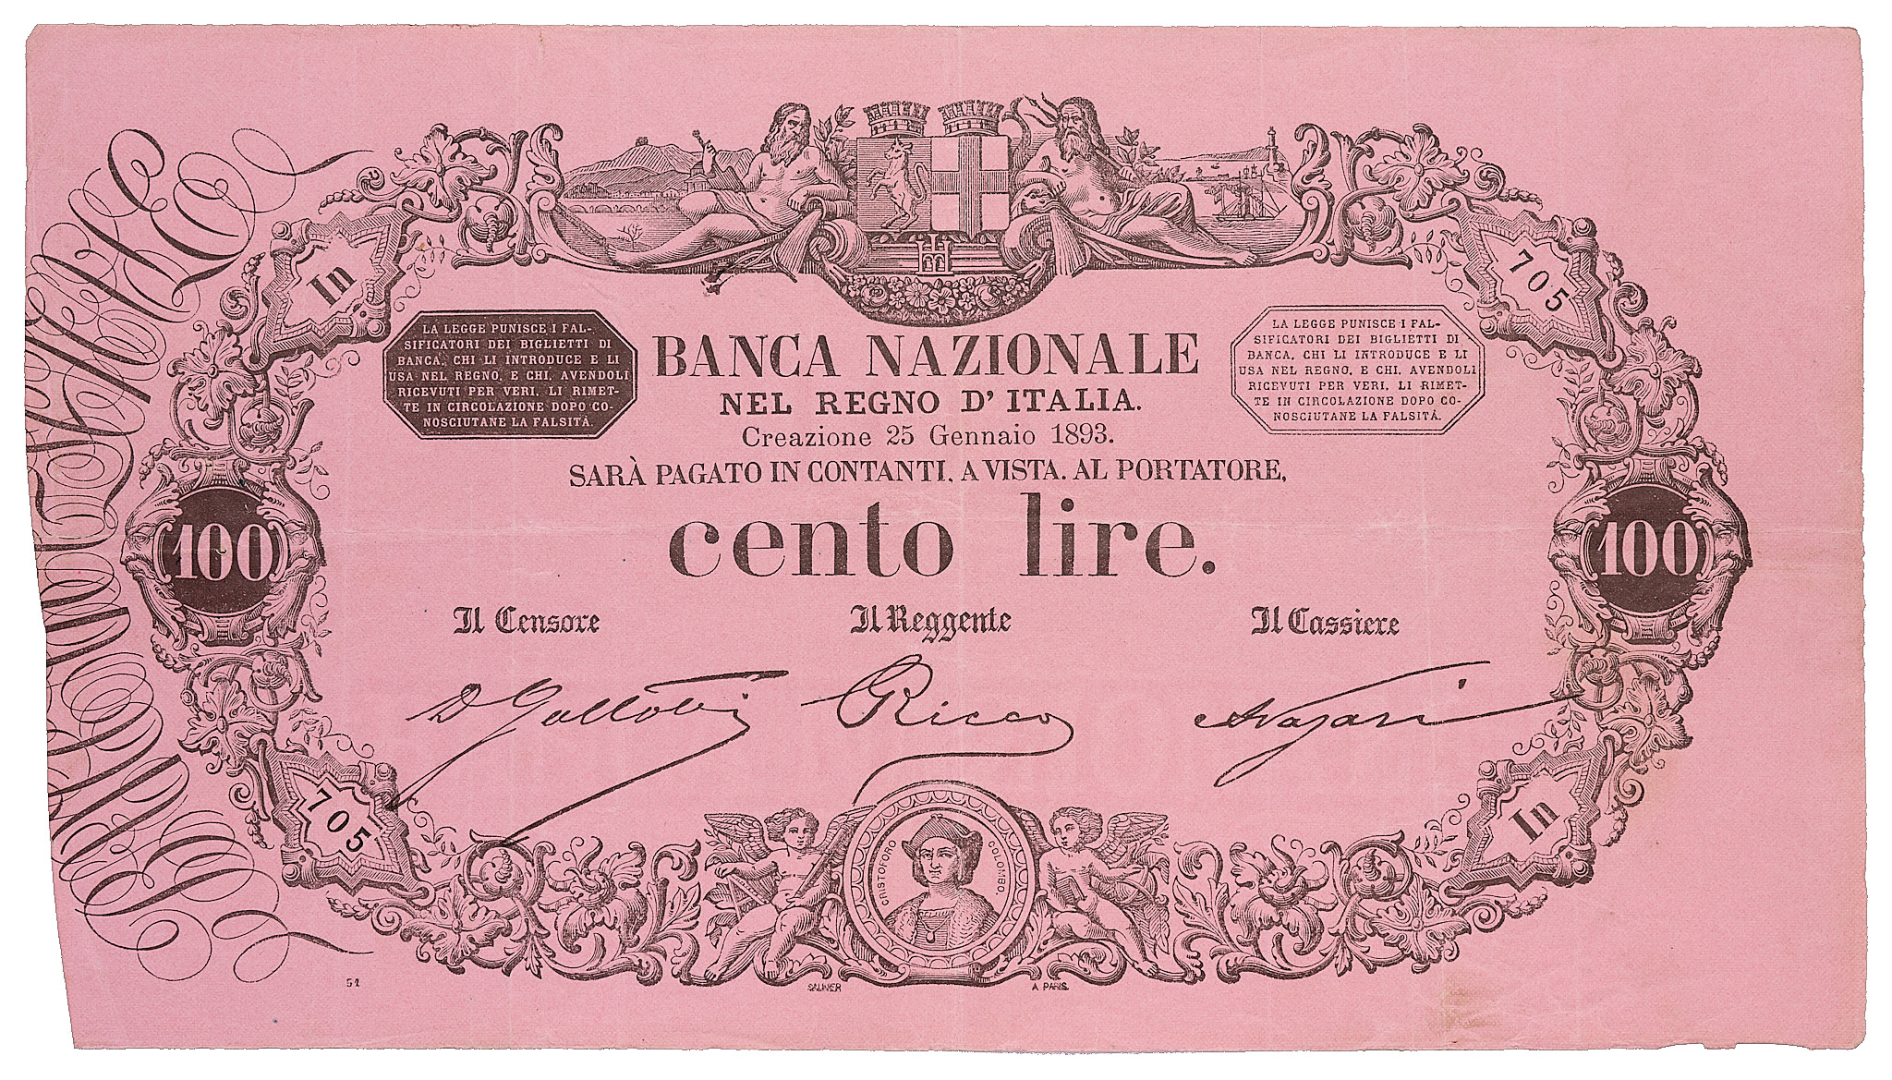 In
705
LA LEGGE PUNISCE I FAL-
SIFICATORI DEI BIGLIETTI DI
BANCA, CHI LI INTRODUCE E LI
USA NEL REGNO, E CHI, AVENDOLI
RICEVUTI PER VERI, LI RIMET-
TE IN CIRCOLAZIONE DOPO CO-
NOSCIUTANE LA FALSITÀ.
BANCA NAZIONALE
NEL REGNO D'ITALIA.
Creazione 25 Gennaio 1893.
LA LEGGE PUNISCE I FAL-
SIFICATORI DEI BIGLIETTI DI
BANCA, CHI LI INTRODUCE E LI
USA NEL REGNO, E CHI, AVENDOLI
RICEVUTI PER VERI, LI RIMET-
TE IN CIRCOLAZIONE DOPO CO-
NOSCIUTANE LA FALSITÀ.
SARÀ PAGATO IN CONTANTI, A VISTA. AL PORTATORE,
100
cento lire.
100
Il Censore
Il Reggente
Il Cassiere
D Gallotti
Ricco
Nazari
705
CRISTOFORO COLOMBO
In
51
SAUNIER
A PARIS.